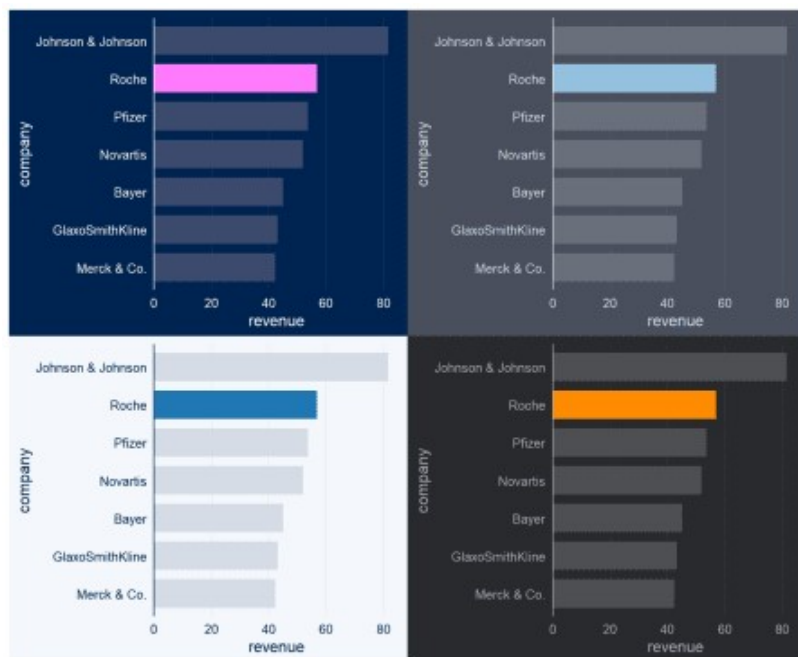 Johnson & Johnson
Roche
Pfizer
Novartis
Bayer
GlaxoSmithKline
Merck & Co.
company
0 20 40 60 80
revenue
Johnson & Johnson
Roche
Pfizer
Novartis
Bayer
GlaxoSmithKline
Merck & Co.
company
0 20 40 60 80
revenue
Johnson & Johnson
Roche
Pfizer
Novartis
Bayer
GlaxoSmithKline
Merck & Co.
company
0 20 40 60 80
revenue
Johnson & Johnson
Roche
Pfizer
Novartis
Bayer
GlaxoSmithKline
Merck & Co.
company
0 20 40 60 80
revenue